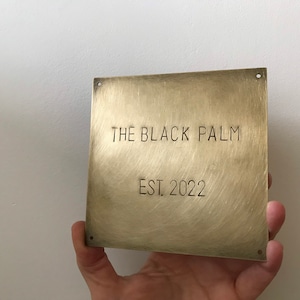 THE BLACK PALM
EST. 2022